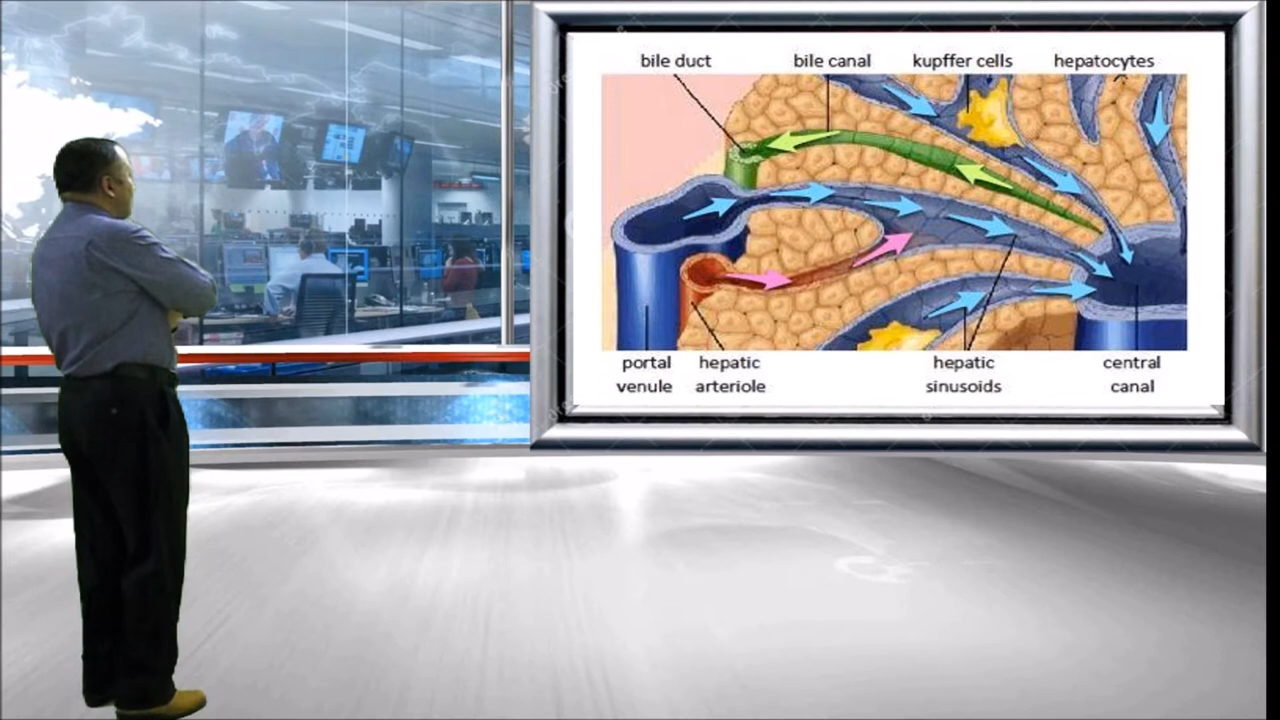 bile duct bile canal kupffer cells hepatocytes
portal hepatic hepatic central
venule arteriole sinusoids canal